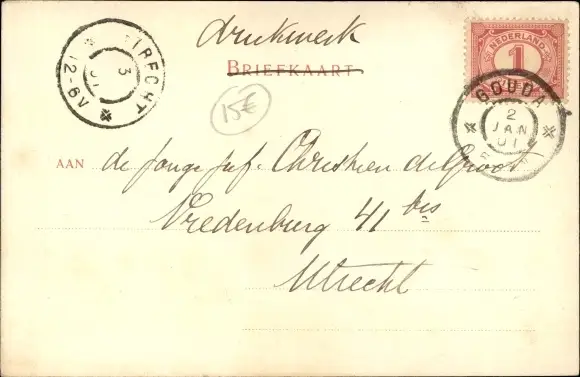 drukwerk
BRIEFKAART
UTRECHT
3
12-6N
15€
NEDERLAND
1
GOUDA
2
JAN
01
AAN de jonge Juf. Christien de Groot
Vredenburg 41 bis
Utrecht